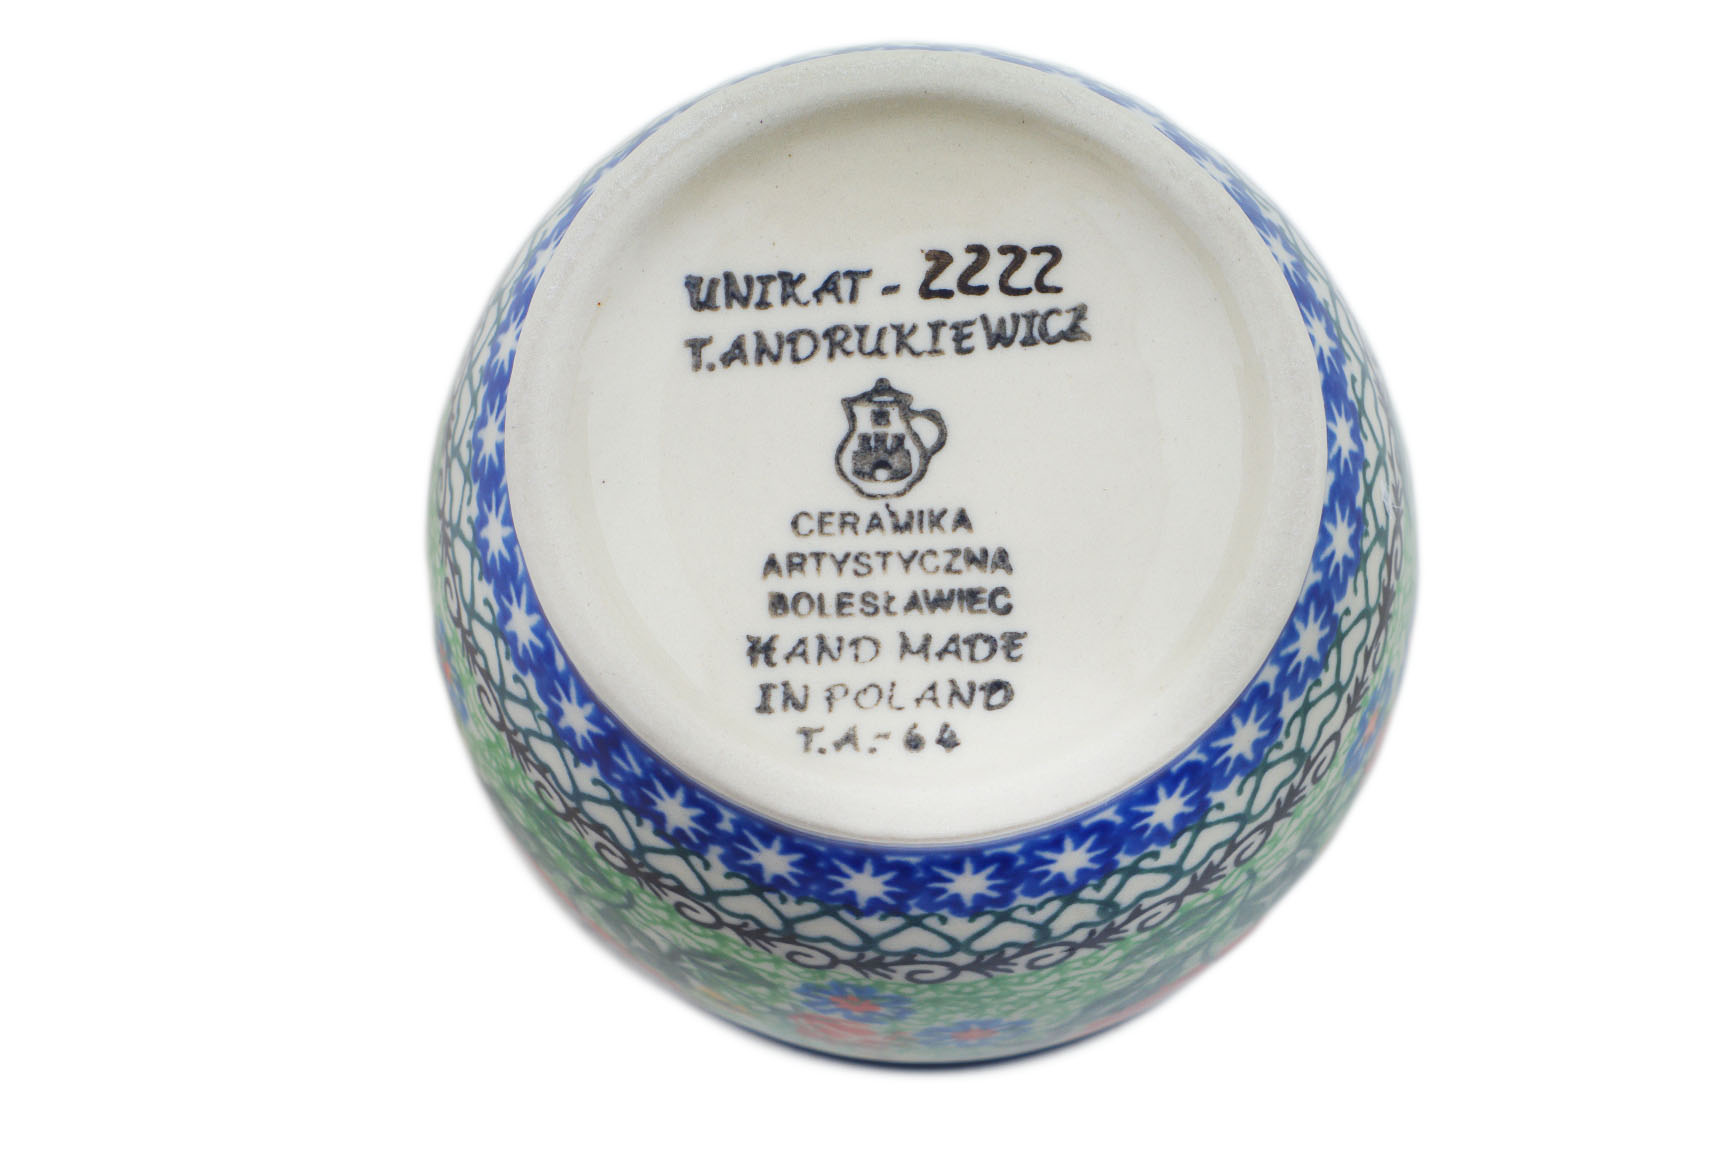 UNIKAT - 2222
T. ANDRUKIEWICZ
CERAMIKA
ARTYSTYCZNA
BOLESŁAWIEC
HAND MADE
IN POLAND
T.A.-64